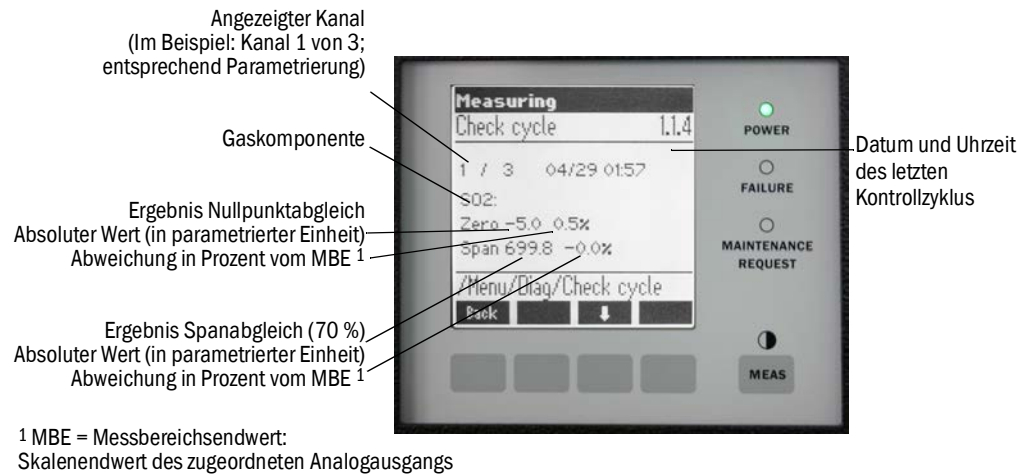 Angezeigter Kanal
(Im Beispiel: Kanal 1 von 3;
entsprechend Parametrierung)
Gaskomponente
Ergebnis Nullpunktabgleich
Absoluter Wert (in parametrierter Einheit)
Abweichung in Prozent vom MBE 1
Ergebnis Spanabgleich (70 %)
Absoluter Wert (in parametrierter Einheit)
Abweichung in Prozent vom MBE 1
Measuring
Check cycle 1.1.4
1 / 3 04/29 01:57
SO2:
Zero -5.0 0.5%
Span 699.8 -0.0%
/Menu/Diag/Check cycle
Back
POWER
FAILURE
MAINTENANCE
REQUEST
MEAS
Datum und Uhrzeit
des letzten
Kontrollzyklus
1 MBE = Messbereichsendwert:
Skalenendwert des zugeordneten Analogausgangs